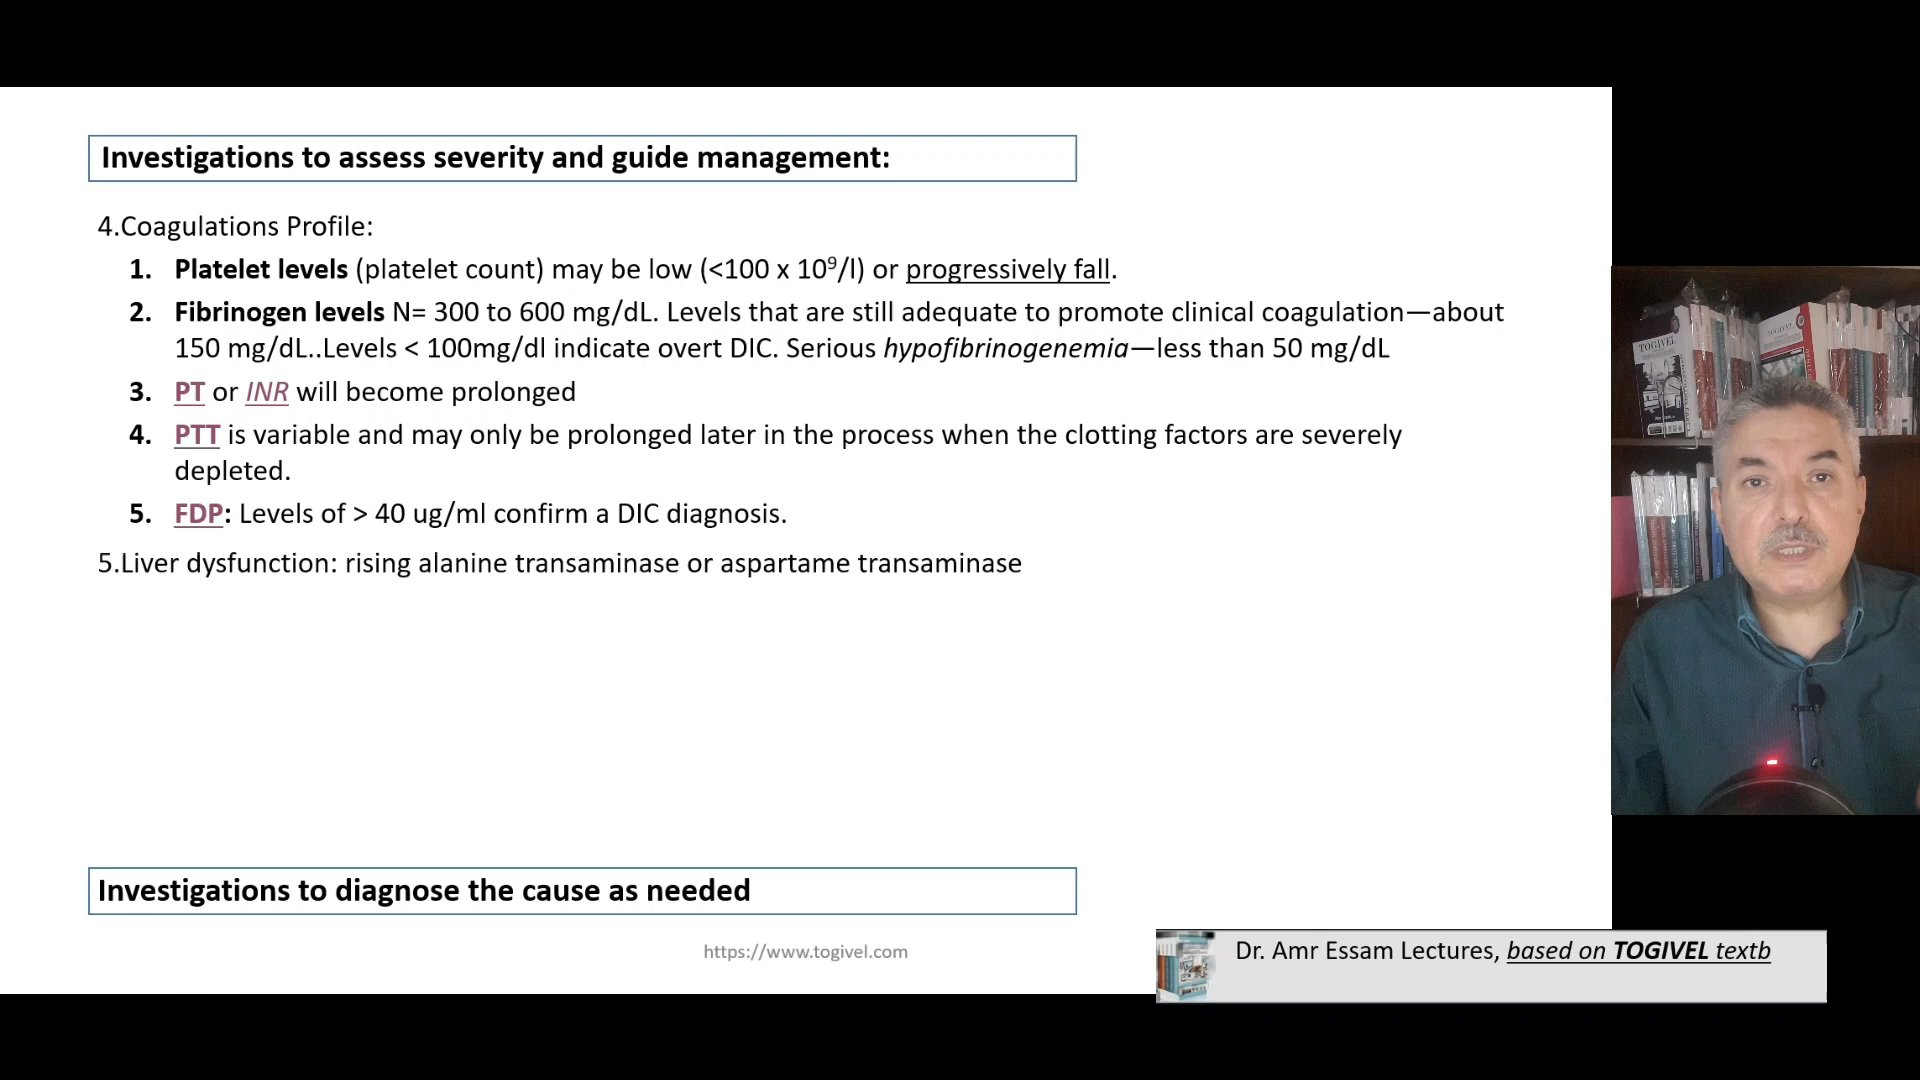 Investigations to assess severity and guide management:
4.Coagulations Profile:
1. Platelet levels (platelet count) may be low (<100 x 10⁹/l) or progressively fall.
2. Fibrinogen levels N= 300 to 600 mg/dL. Levels that are still adequate to promote clinical coagulation—about
150 mg/dL..Levels < 100mg/dl indicate overt DIC. Serious hypofibrinogenemia—less than 50 mg/dL
3. PT or INR will become prolonged
4. PTT is variable and may only be prolonged later in the process when the clotting factors are severely
depleted.
5. FDP: Levels of > 40 ug/ml confirm a DIC diagnosis.
5.Liver dysfunction: rising alanine transaminase or aspartame transaminase
TOGIVEL
TOGIVEL
Investigations to diagnose the cause as needed
https://www.togivel.com
Dr. Amr Essam Lectures, based on TOGIVEL textb